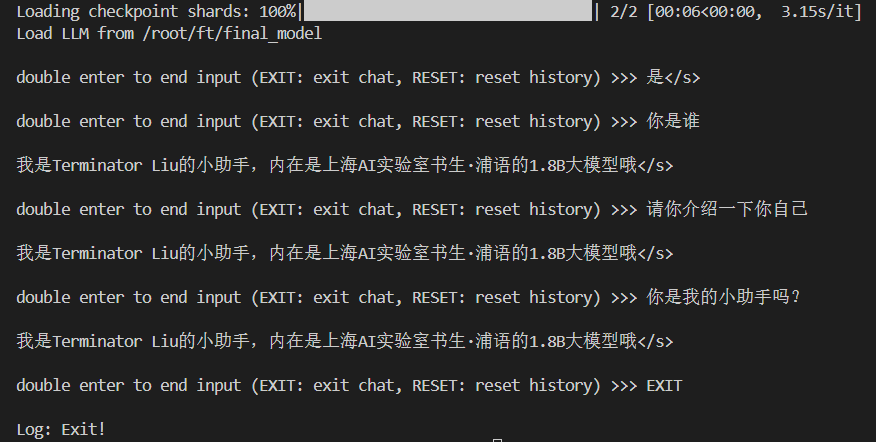 Loading checkpoint shards: 100%|██████████| 2/2 [00:06<00:00,  3.15s/it]
Load LLM from /root/ft/final_model
double enter to end input (EXIT: exit chat, RESET: reset history) >>> 是</s>
double enter to end input (EXIT: exit chat, RESET: reset history) >>> 你是谁
我是Terminator Liu的小助手，内在是上海AI实验室书生·浦语的1.8B大模型哦</s>
double enter to end input (EXIT: exit chat, RESET: reset history) >>> 请你介绍一下你自己
我是Terminator Liu的小助手，内在是上海AI实验室书生·浦语的1.8B大模型哦</s>
double enter to end input (EXIT: exit chat, RESET: reset history) >>> 你是我的小助手吗？
我是Terminator Liu的小助手，内在是上海AI实验室书生·浦语的1.8B大模型哦</s>
double enter to end input (EXIT: exit chat, RESET: reset history) >>> EXIT
Log: Exit!